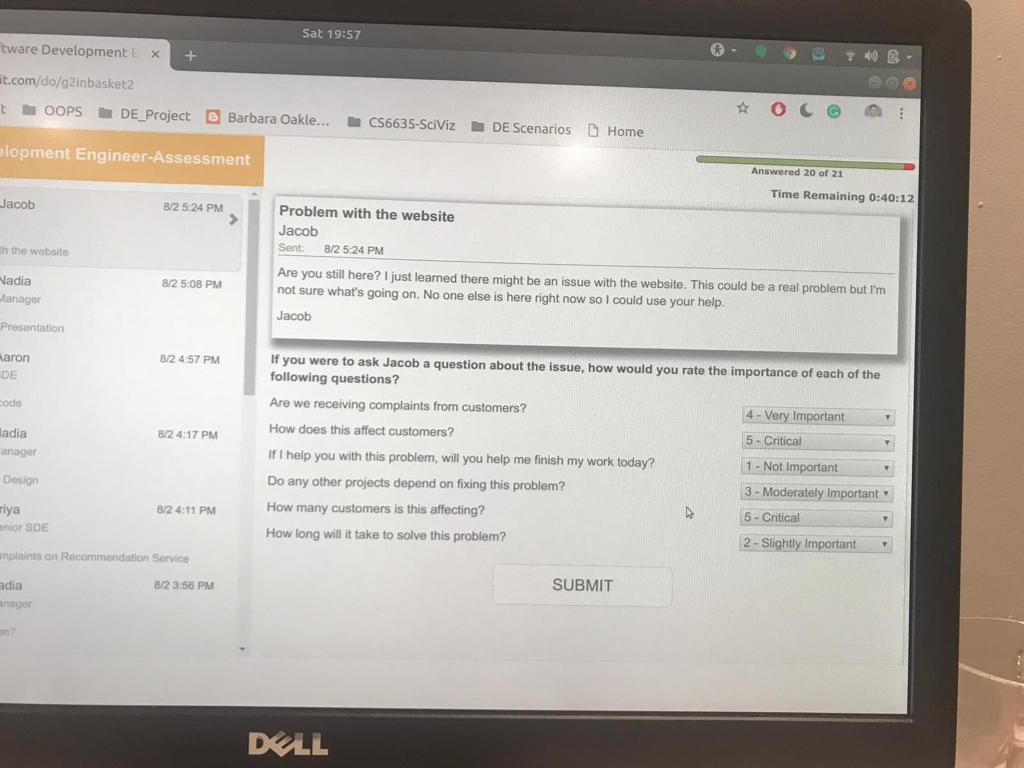 Sat 19:57
ftware Development E
it.com/do/g2inbasket2
t OOPS DE_Project Barbara Oakle... CS6635-SciViz DE Scenarios Home
elopment Engineer-Assessment
Answered 20 of 21
Time Remaining 0:40:12
Jacob 8/2 5:24 PM
th the website
Nadia 8/2 5:08 PM
Manager
Presentation
Aaron 8/2 4:57 PM
SDE
code
ladia 8/2 4:17 PM
anager
Design
riya 8/2 4:11 PM
enior SDE
mplaints on Recommendation Service
adia 8/2 3:56 PM
anager
on?
Problem with the website
Jacob
Sent: 8/2 5:24 PM
Are you still here? I just learned there might be an issue with the website. This could be a real problem but I'm
not sure what's going on. No one else is here right now so I could use your help.
Jacob
If you were to ask Jacob a question about the issue, how would you rate the importance of each of the
following questions?
Are we receiving complaints from customers? 4 - Very Important
How does this affect customers? 5 - Critical
If I help you with this problem, will you help me finish my work today? 1 - Not Important
Do any other projects depend on fixing this problem? 3 - Moderately Important
How many customers is this affecting? 5 - Critical
How long will it take to solve this problem? 2 - Slightly Important
SUBMIT
DELL